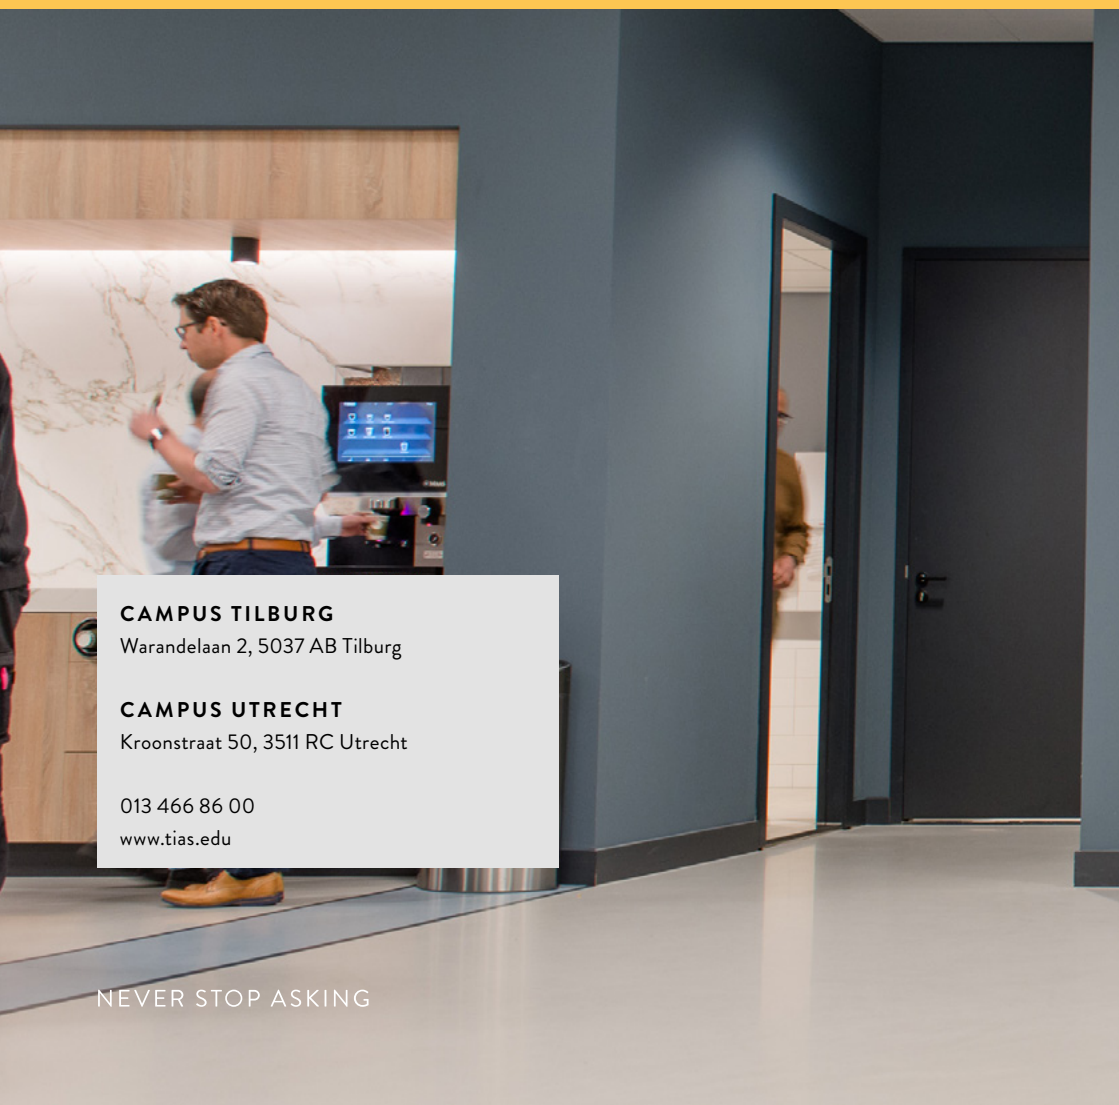 CAMPUS TILBURG
Warandelaan 2, 5037 AB Tilburg
CAMPUS UTRECHT
Kroonstraat 50, 3511 RC Utrecht
013 466 86 00
www.tias.edu
NEVER STOP ASKING